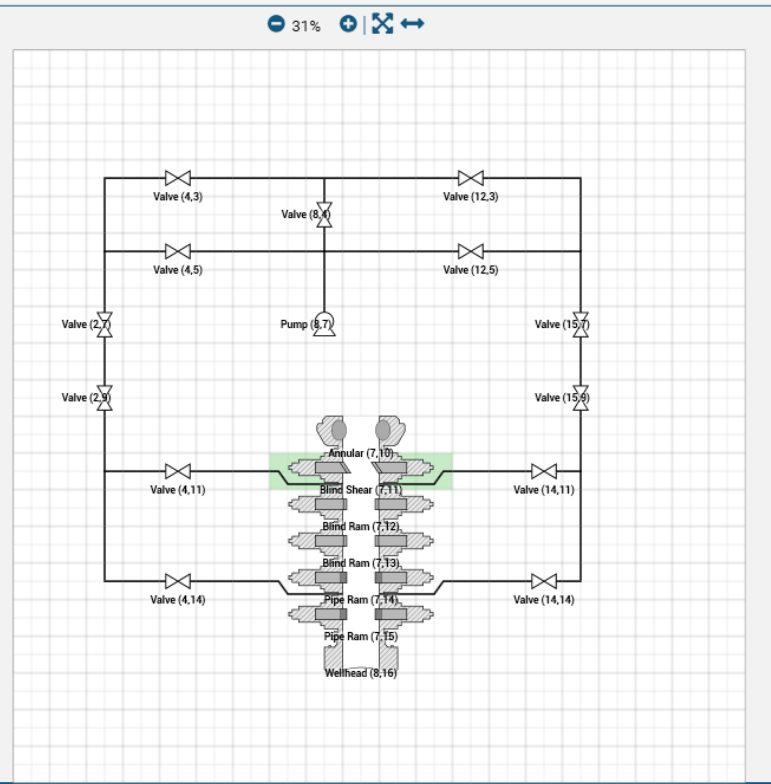 31%
Valve (4,3)
Valve (12,3)
Valve (8,4)
Valve (4,5)
Valve (12,5)
Valve (2,7)
Pump (8,7)
Valve (15,7)
Valve (2,9)
Valve (15,9)
Annular (7,10)
Valve (4,11)
Blind Shear (7,11)
Valve (14,11)
Blind Ram (7,12)
Blind Ram (7,13)
Valve (4,14)
Pipe Ram (7,14)
Valve (14,14)
Pipe Ram (7,15)
Wellhead (8,16)